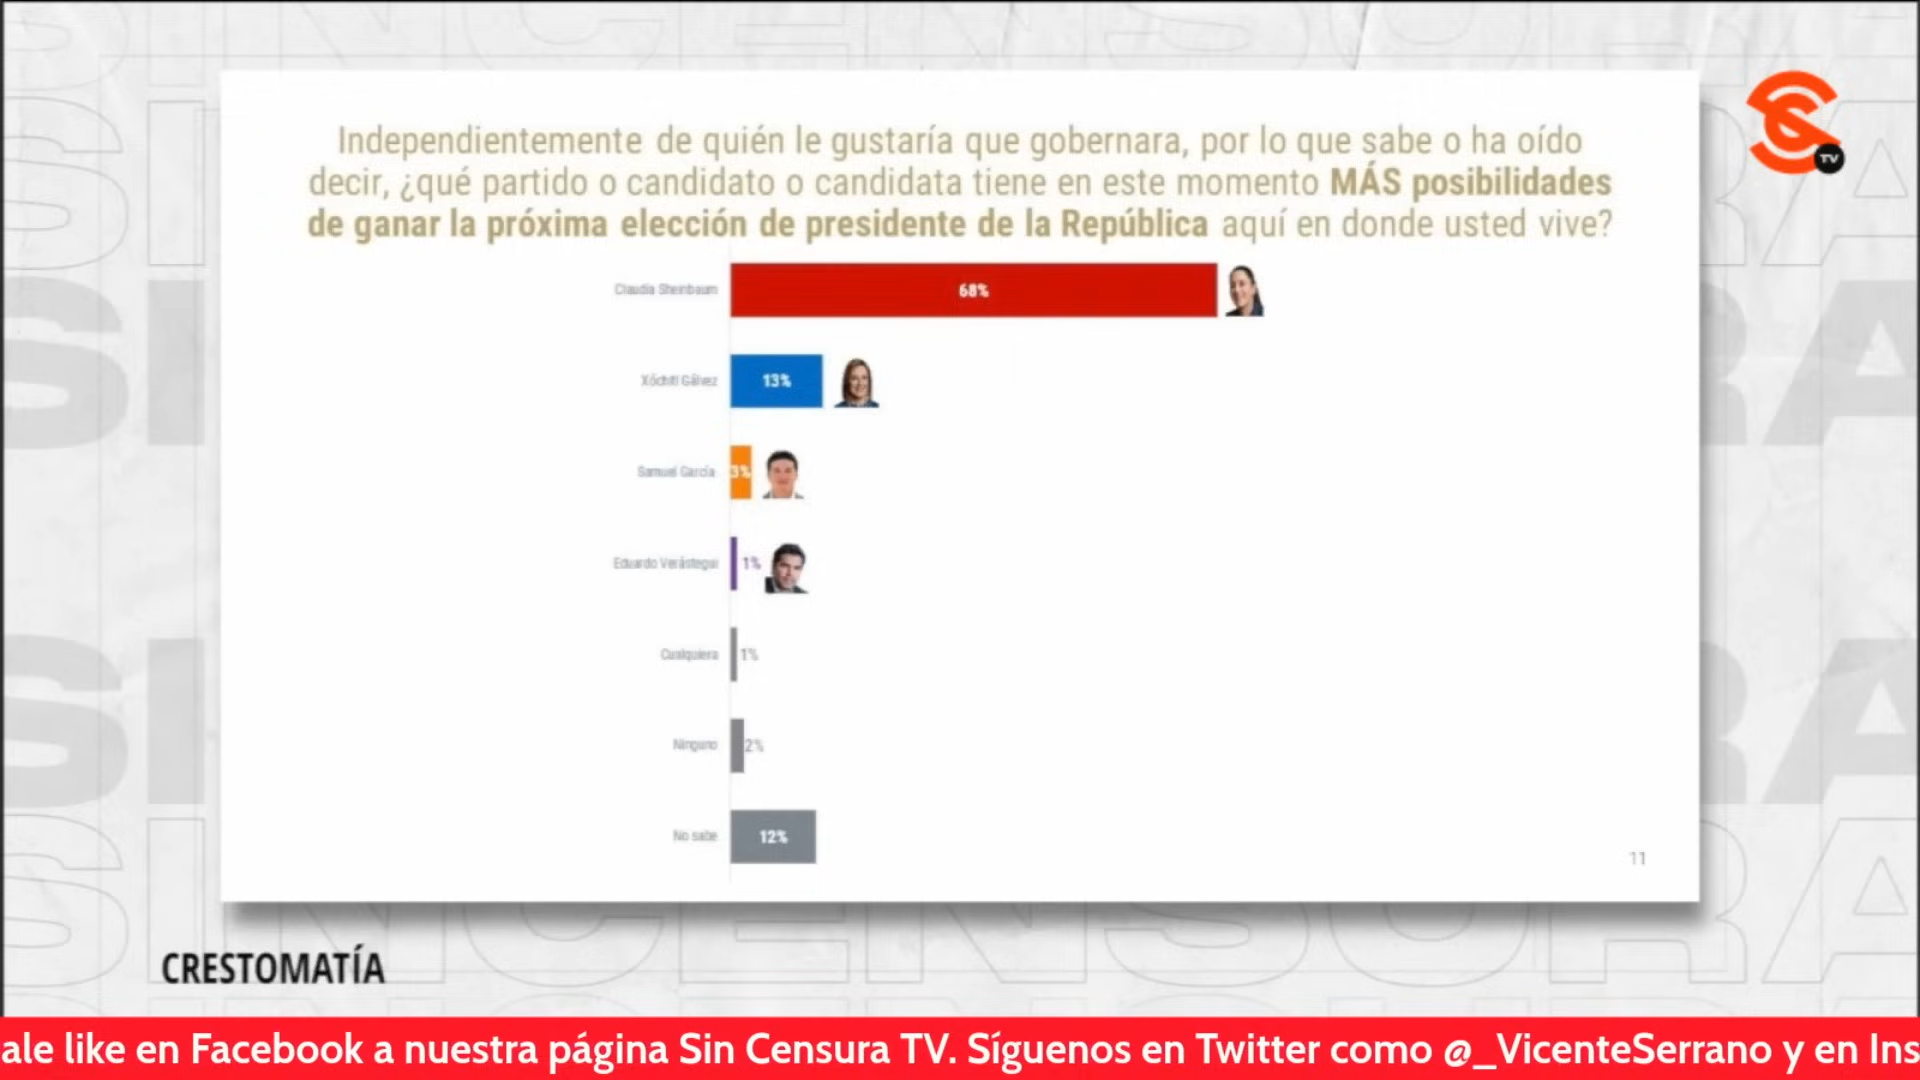 Independientemente de quién le gustaría que gobernara, por lo que sabe o ha oído
decir, ¿qué partido o candidato o candidata tiene en este momento MÁS posibilidades
de ganar la próxima elección de presidente de la República aquí en donde usted vive?
TV
Claudia Sheinbaum 68%
Xóchitl Gálvez 13%
Samuel García 3%
Eduardo Verástegui 1%
Cualquiera 1%
Ninguno 2%
No sabe 12%
11
CRESTOMATÍA
ale like en Facebook a nuestra página Sin Censura TV. Síguenos en Twitter como @_VicenteSerrano y en Ins